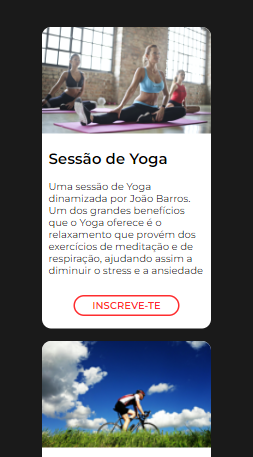 Sessão de Yoga
Uma sessão de Yoga
dinamizada por João Barros.
Um dos grandes benefícios
que o Yoga oferece é o
relaxamento que provém dos
exercícios de meditação e de
respiração, ajudando assim a
diminuir o stress e a ansiedade
INSCREVE-TE